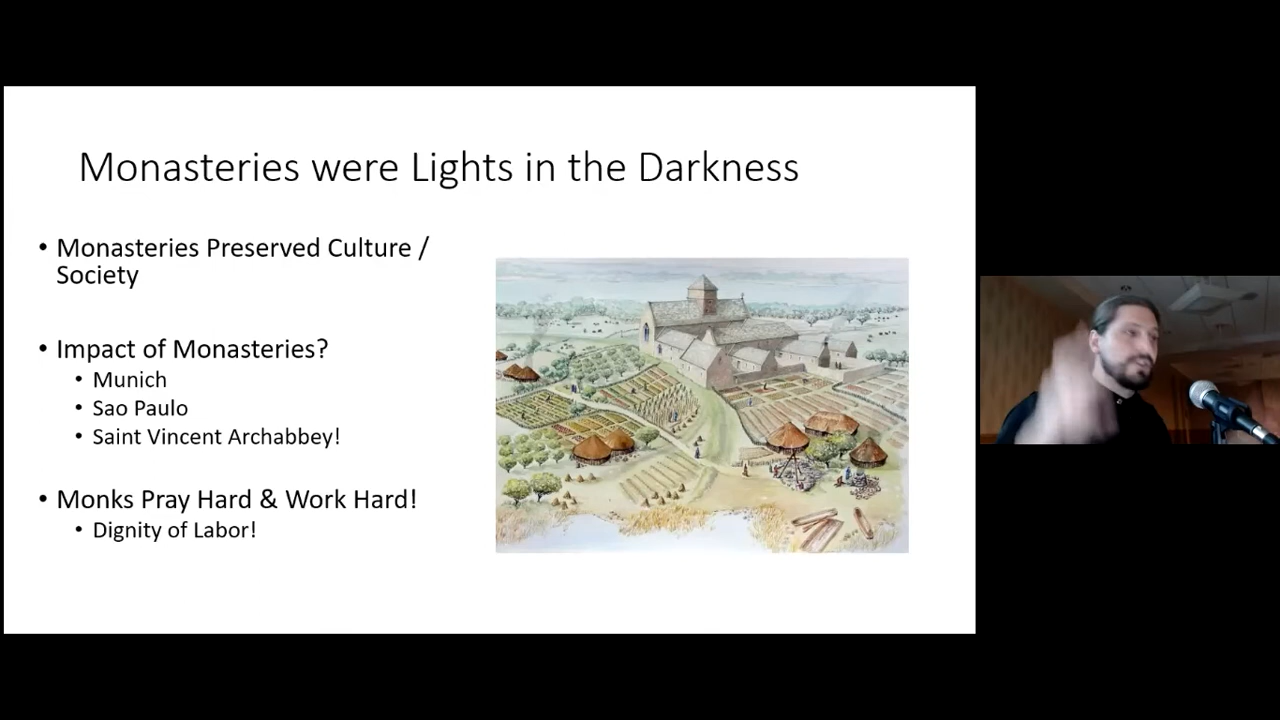 Monasteries were Lights in the Darkness
• Monasteries Preserved Culture /
Society
• Impact of Monasteries?
• Munich
• Sao Paulo
• Saint Vincent Archabbey!
• Monks Pray Hard & Work Hard!
• Dignity of Labor!